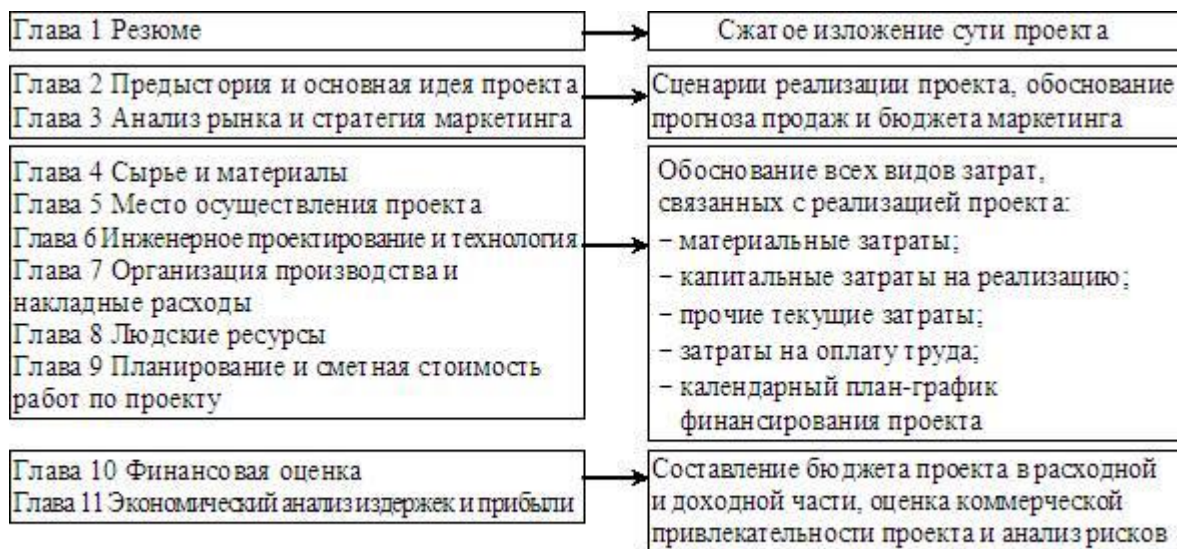 Глава 1 Резюме
Сжатое изложение сути проекта
Глава 2 Предыстория и основная идея проекта
Глава 3 Анализ рынка и стратегия маркетинга
Сценарии реализации проекта, обоснование
прогноза продаж и бюджета маркетинга
Глава 4 Сырье и материалы
Глава 5 Место осуществления проекта
Глава 6 Инженерное проектирование и технология
Глава 7 Организация производства и
накладные расходы
Глава 8 Людские ресурсы
Глава 9 Планирование и сметная стоимость
работ по проекту
Обоснование всех видов затрат,
связанных с реализацией проекта:
− материальные затраты;
− капитальные затраты на реализацию;
− прочие текущие затраты;
− затраты на оплату труда;
− календарный план-график
финансирования проекта
Глава 10 Финансовая оценка
Глава 11 Экономический анализ издержек и прибыли
Составление бюджета проекта в расходной
и доходной части, оценка коммерческой
привлекательности проекта и анализ рисков